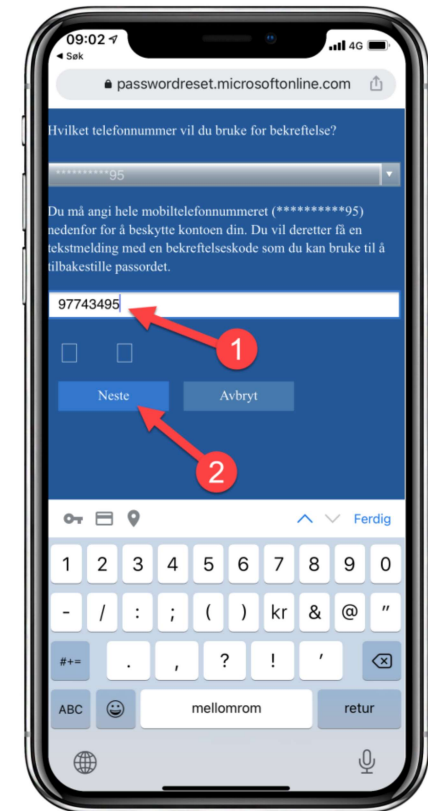 09:02
◀ Søk
4G
passwordreset.microsoftonline.com
Hvilket telefonnummer vil du bruke for bekreftelse?
**********95
Du må angi hele mobiltelefonnummeret (**********95)
nedenfor for å beskytte kontoen din. Du vil deretter få en
tekstmelding med en bekreftelseskode som du kan bruke til å
tilbakestille passordet.
97743495
1
Neste
Avbryt
2
Ferdig
1 2 3 4 5 6 7 8 9 0
- / : ; ( ) kr & @ "
#+= . , ? ! '
ABC mellomrom retur